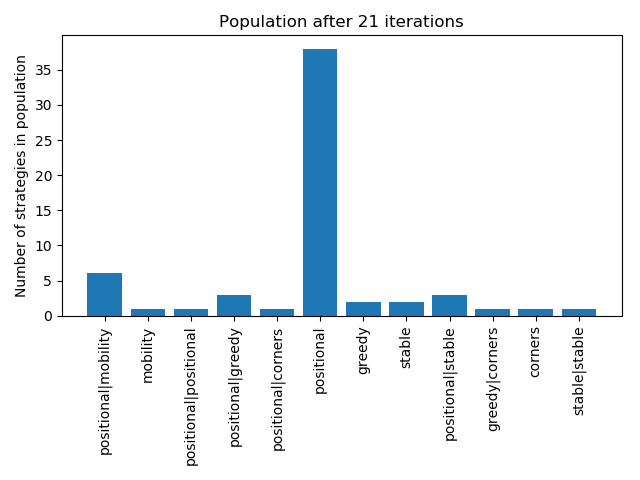 Population after 21 iterations
Number of strategies in population
35
30
25
20
15
10
5
0
positional|mobility
mobility
positional|positional
positional|greedy
positional|corners
positional
greedy
stable
positional|stable
greedy|corners
corners
stable|stable